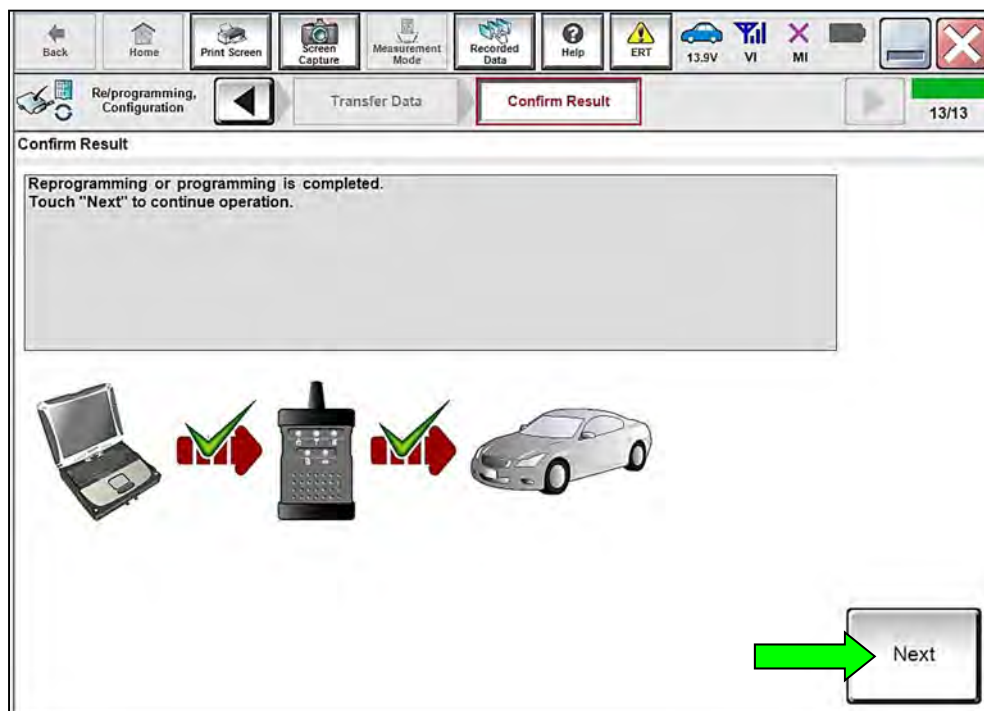 Back
Home
Print Screen
Screen
Capture
Measurement
Mode
Recorded
Data
Help
ERT
13.9V
VI
MI
Re/programming,
Configuration
Transfer Data
Confirm Result
13/13
Confirm Result
Reprogramming or programming is completed.
Touch "Next" to continue operation.
Next